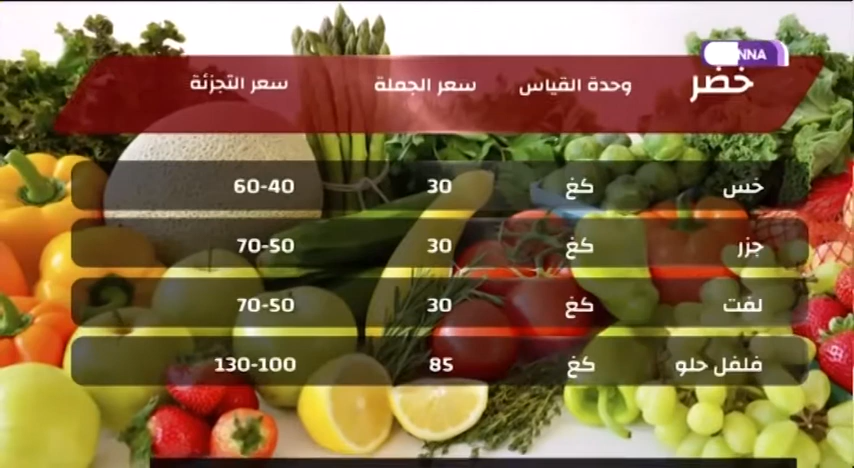 NNA
خضر وحدة القياس سعر الجملة سعر التجزئة
خس كغ 30 40-60
جزر كغ 30 50-70
لفت كغ 30 50-70
فلفل حلو كغ 85 100-130